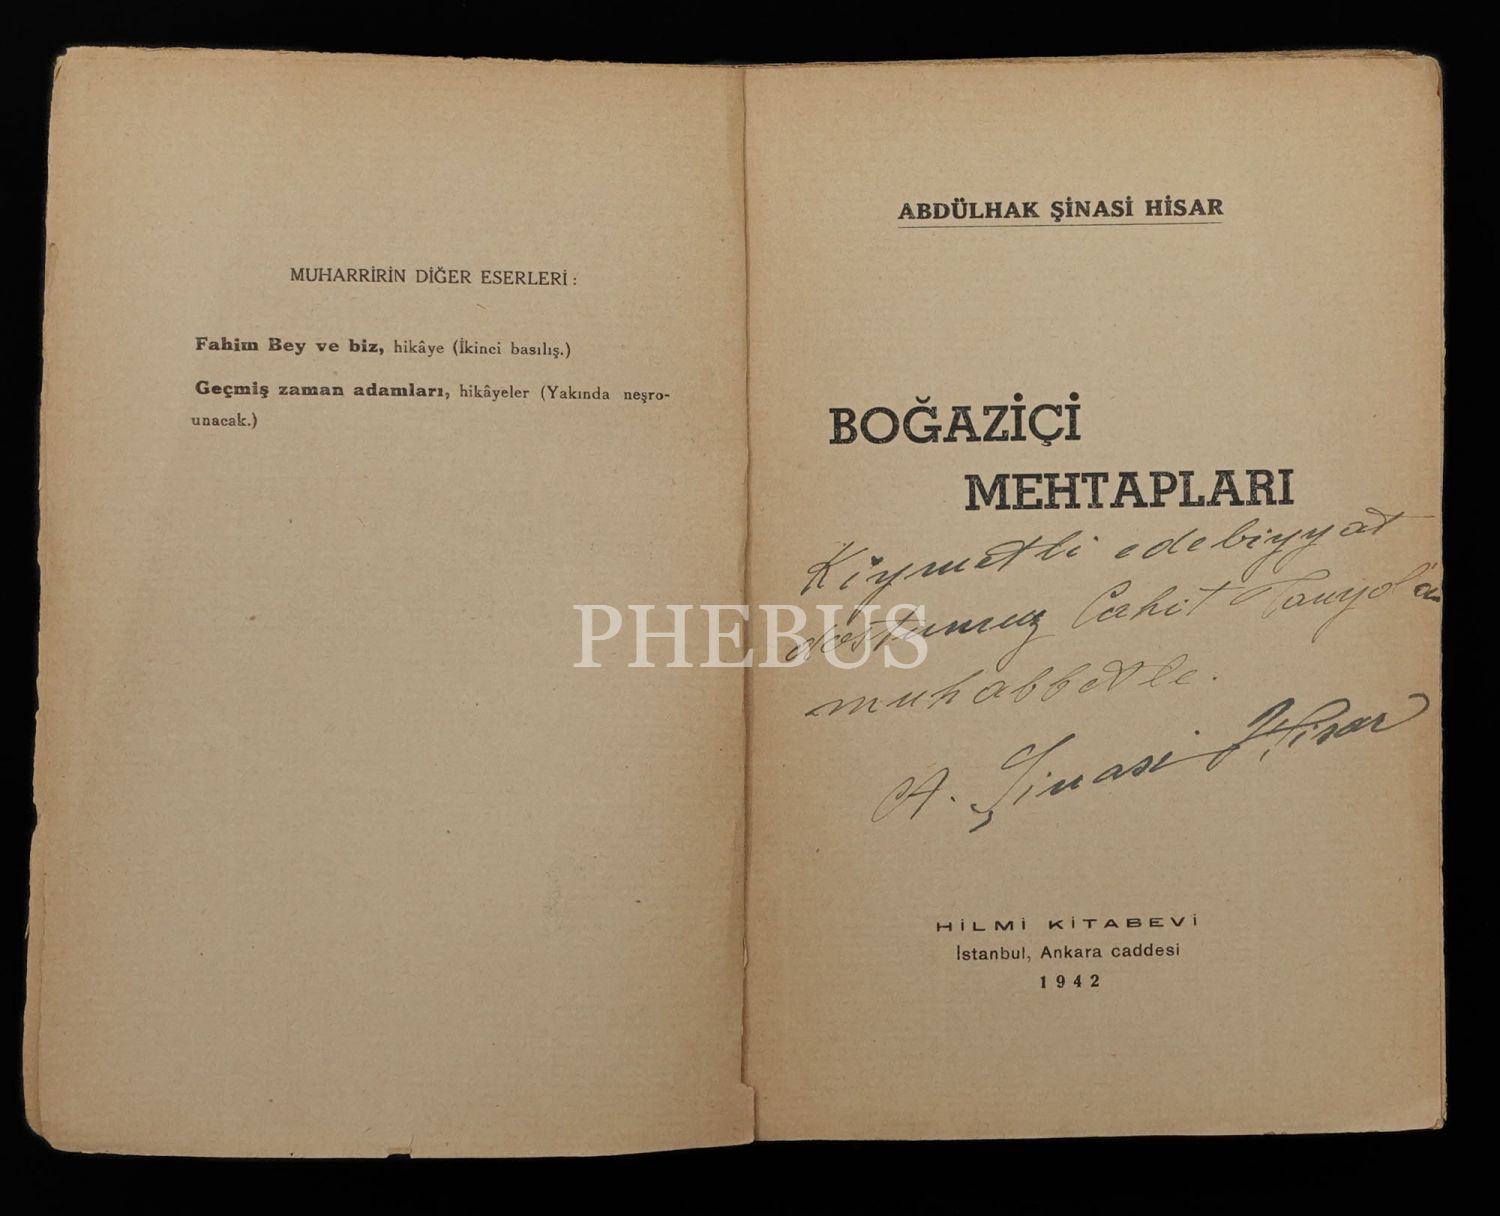 MUHARRİRİN DİĞER ESERLERİ :
Fahim Bey ve biz, hikâye (İkinci basılış.)
Geçmiş zaman adamları, hikâyeler (Yakında neşro-
unacak.)
ABDÜLHAK ŞİNASİ HİSAR
BOĞAZİÇİ
MEHTAPLARI
Kiymetli edebiyyat
dostumuz Cahit Tanyol'a
muhabbetle.
A. Şinasi Hisar
HİLMİ KİTABEVİ
İstanbul, Ankara caddesi
1942
PHEBUS